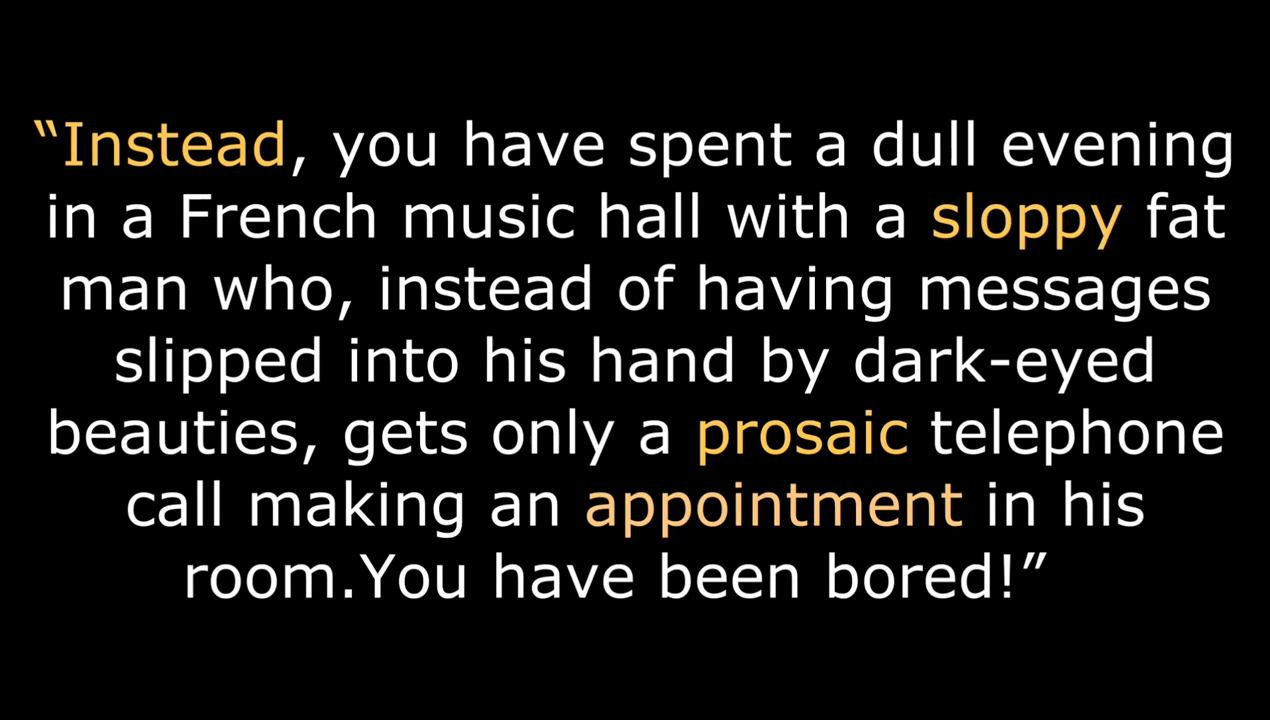 “Instead, you have spent a dull evening
in a French music hall with a sloppy fat
man who, instead of having messages
slipped into his hand by dark-eyed
beauties, gets only a prosaic telephone
call making an appointment in his
room.You have been bored!”